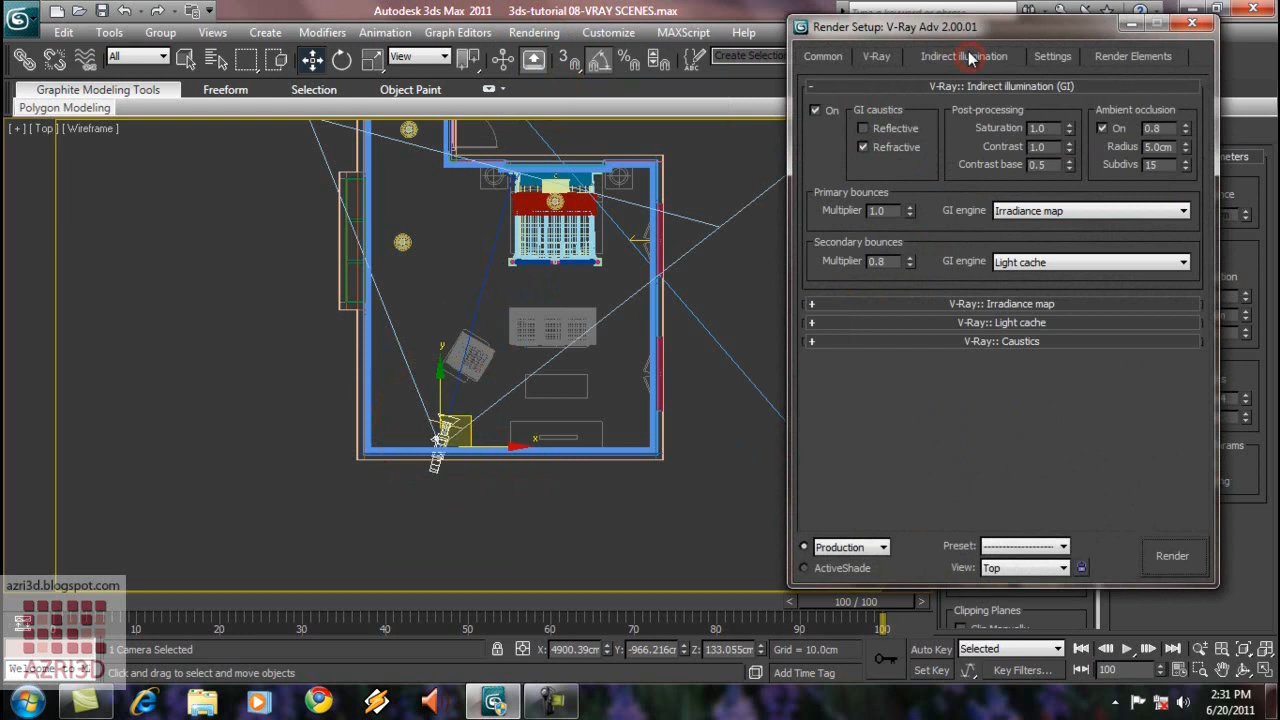 Autodesk 3ds Max 2011 3ds-tutorial 08-VRAY SCENES.max
Edit Tools Group Views Create Modifiers Animation Graph Editors Rendering Customize MAXScript Help
All View Create Selection
Graphite Modeling Tools Freeform Selection Object Paint
Polygon Modeling
[ + ] [ Top ] [ Wireframe ]
y
x
Render Setup: V-Ray Adv 2.00.01
Common V-Ray Indirect illumination Settings Render Elements
- V-Ray:: Indirect illumination (GI)
On GI caustics Post-processing Ambient occlusion
Reflective Saturation 1.0 On 0.8
Refractive Contrast 1.0 Radius 5.0cm
Contrast base 0.5 Subdivs 15
Primary bounces
Multiplier 1.0 GI engine Irradiance map
Secondary bounces
Multiplier 0.8 GI engine Light cache
+ V-Ray:: Irradiance map
+ V-Ray:: Light cache
+ V-Ray:: Caustics
Production Preset: Render
ActiveShade View: Top
Clipping Planes
azri3d.blogspot.com
AZRI3D
100 / 100
10 20 30 40 50 60 70 80 90 100
1 Camera Selected X: 4900.39cm Y: -966.216cm Z: 133.055cm Grid = 10.0cm Auto Key Selected
Welcome to
Click and drag to select and move objects Add Time Tag Set Key Key Filters... 100
2:31 PM
6/20/2011